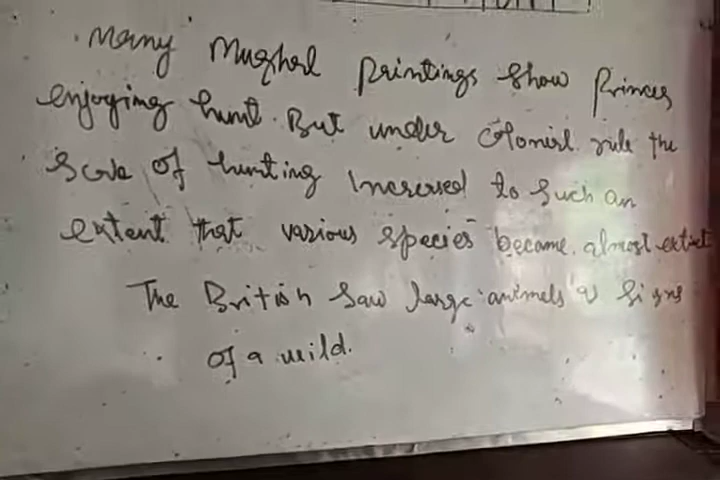 Many Mughal paintings show Princes
enjoying hunt. But under colonial rule the
scale of hunting increased to such an
extent that various species became almost extinct
The British saw large animals as signs
of a wild.